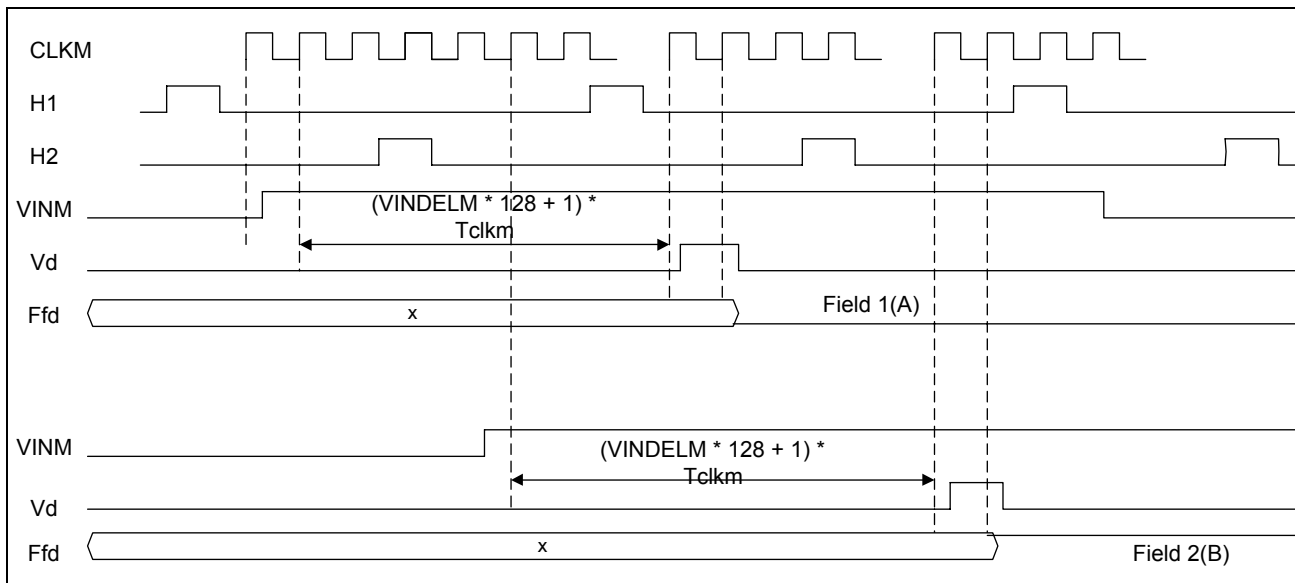 CLKM
H1
H2
VINM
(VINDELM * 128 + 1) *
Tclkm
Vd
Ffd
x
Field 1(A)
VINM
(VINDELM * 128 + 1) *
Tclkm
Vd
Ffd
x
Field 2(B)